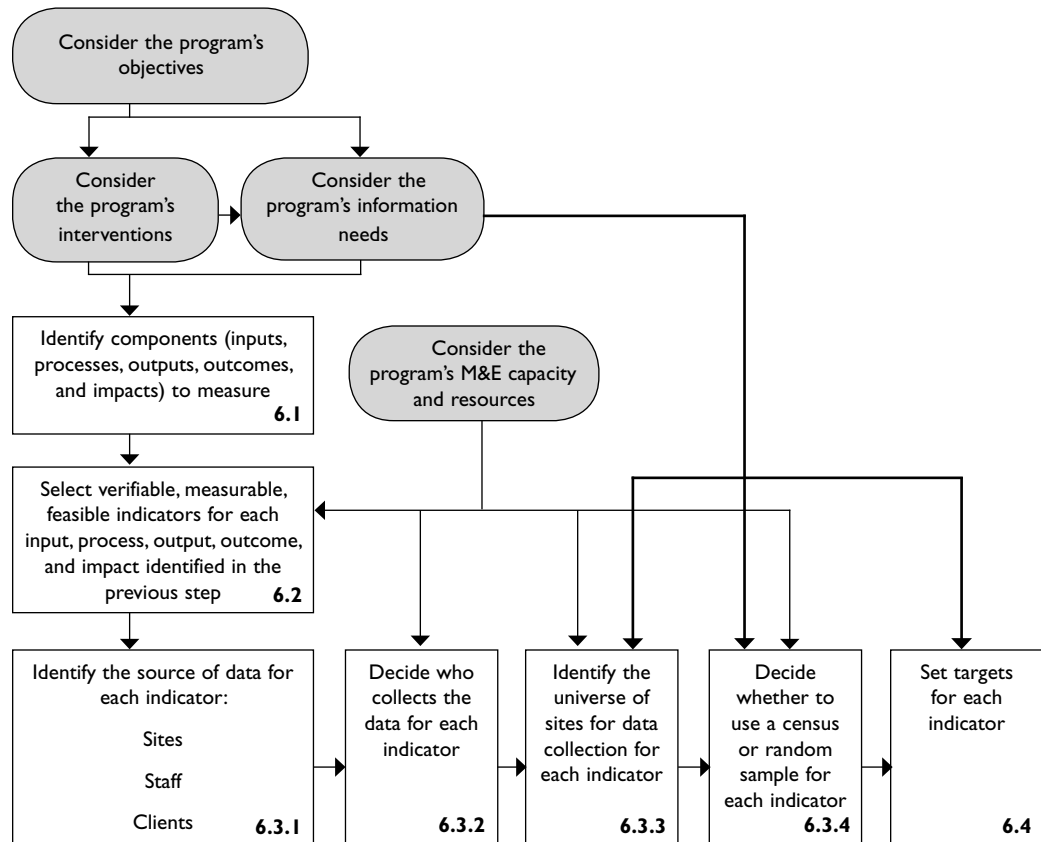 Consider the program's
objectives
Consider
the program's
interventions
Consider the
program's information
needs
Identify components (inputs,
processes, outputs, outcomes,
and impacts) to measure
6.1
Consider the
program's M&E capacity
and resources
Select verifiable, measurable,
feasible indicators for each
input, process, output, outcome,
and impact identified in the
previous step
6.2
Identify the source of data for
each indicator:
Sites
Staff
Clients
6.3.1
Decide who
collects the
data for each
indicator
6.3.2
Identify the
universe of
sites for data
collection for
each indicator
6.3.3
Decide
whether to
use a census
or random
sample for
each indicator
6.3.4
Set targets
for each
indicator
6.4